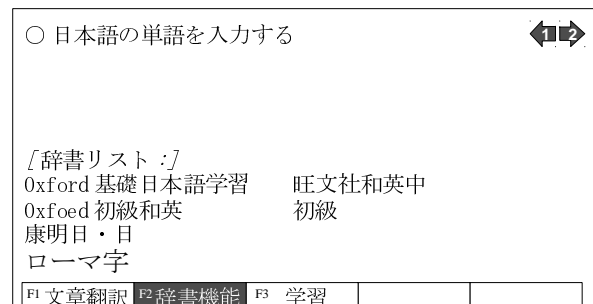 ○ 日本語の単語を入力する 1 2
[辞書リスト :]
Oxford 基礎日本語学習 旺文社和英中
Oxfoed 初級和英 初級
康明日・日
ローマ字
F1 文章翻訳 F2 辞書機能 F3 学習